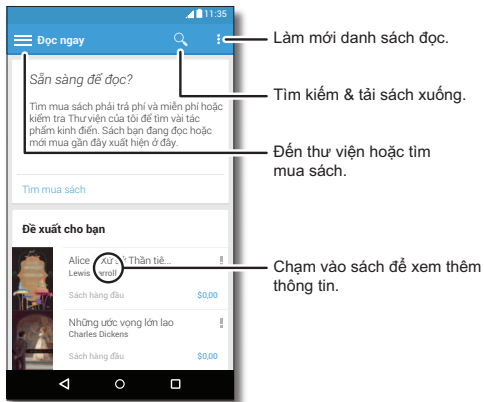 11:35
Đọc ngay
Làm mới danh sách đọc.
Tìm kiếm & tải sách xuống.
Đến thư viện hoặc tìm
mua sách.
Sẵn sàng để đọc?
Tìm mua sách phải trả phí và miễn phí hoặc
kiểm tra Thư viện của tôi để tìm vài tác
phẩm kinh điển. Sách bạn đang đọc hoặc
mới mua gần đây xuất hiện ở đây.
Tìm mua sách
Đề xuất cho bạn
Alice Xứ Thần tiê...
Lewis
Sách hàng đầu $0,00
Chạm vào sách để xem thêm
thông tin.
Những ước vọng lớn lao
Charles Dickens
Sách hàng đầu $0,00